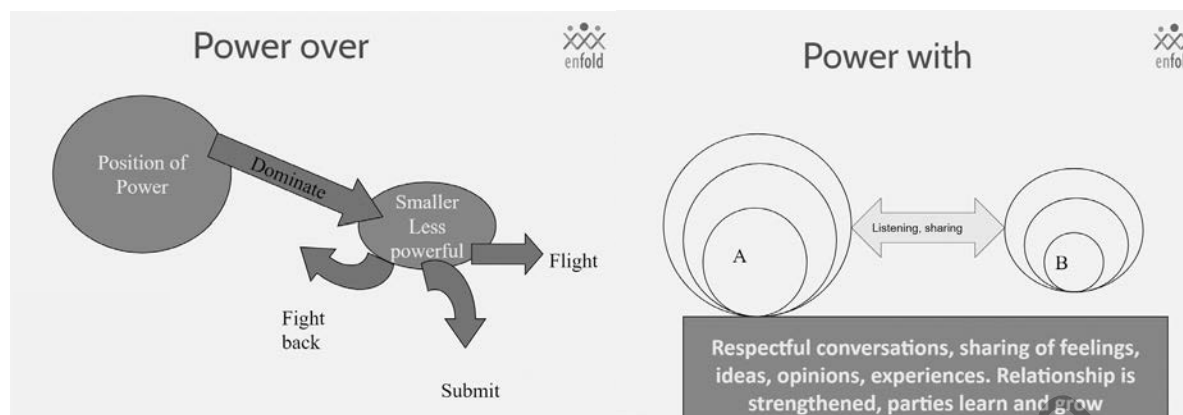 Power over
enfold
Position of
Power
Dominate
Smaller
Less
powerful
Flight
Fight
back
Submit
Power with
enfol
A
Listening, sharing
B
Respectful conversations, sharing of feelings,
ideas, opinions, experiences. Relationship is
strengthened, parties learn and grow